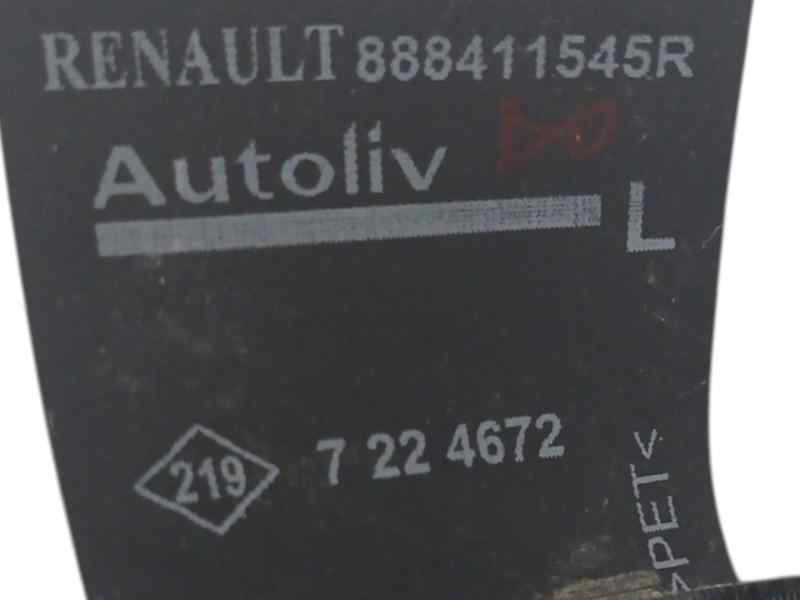 RENAULT 888411545R
Autoliv
L
219 7 22 4672
>PET<